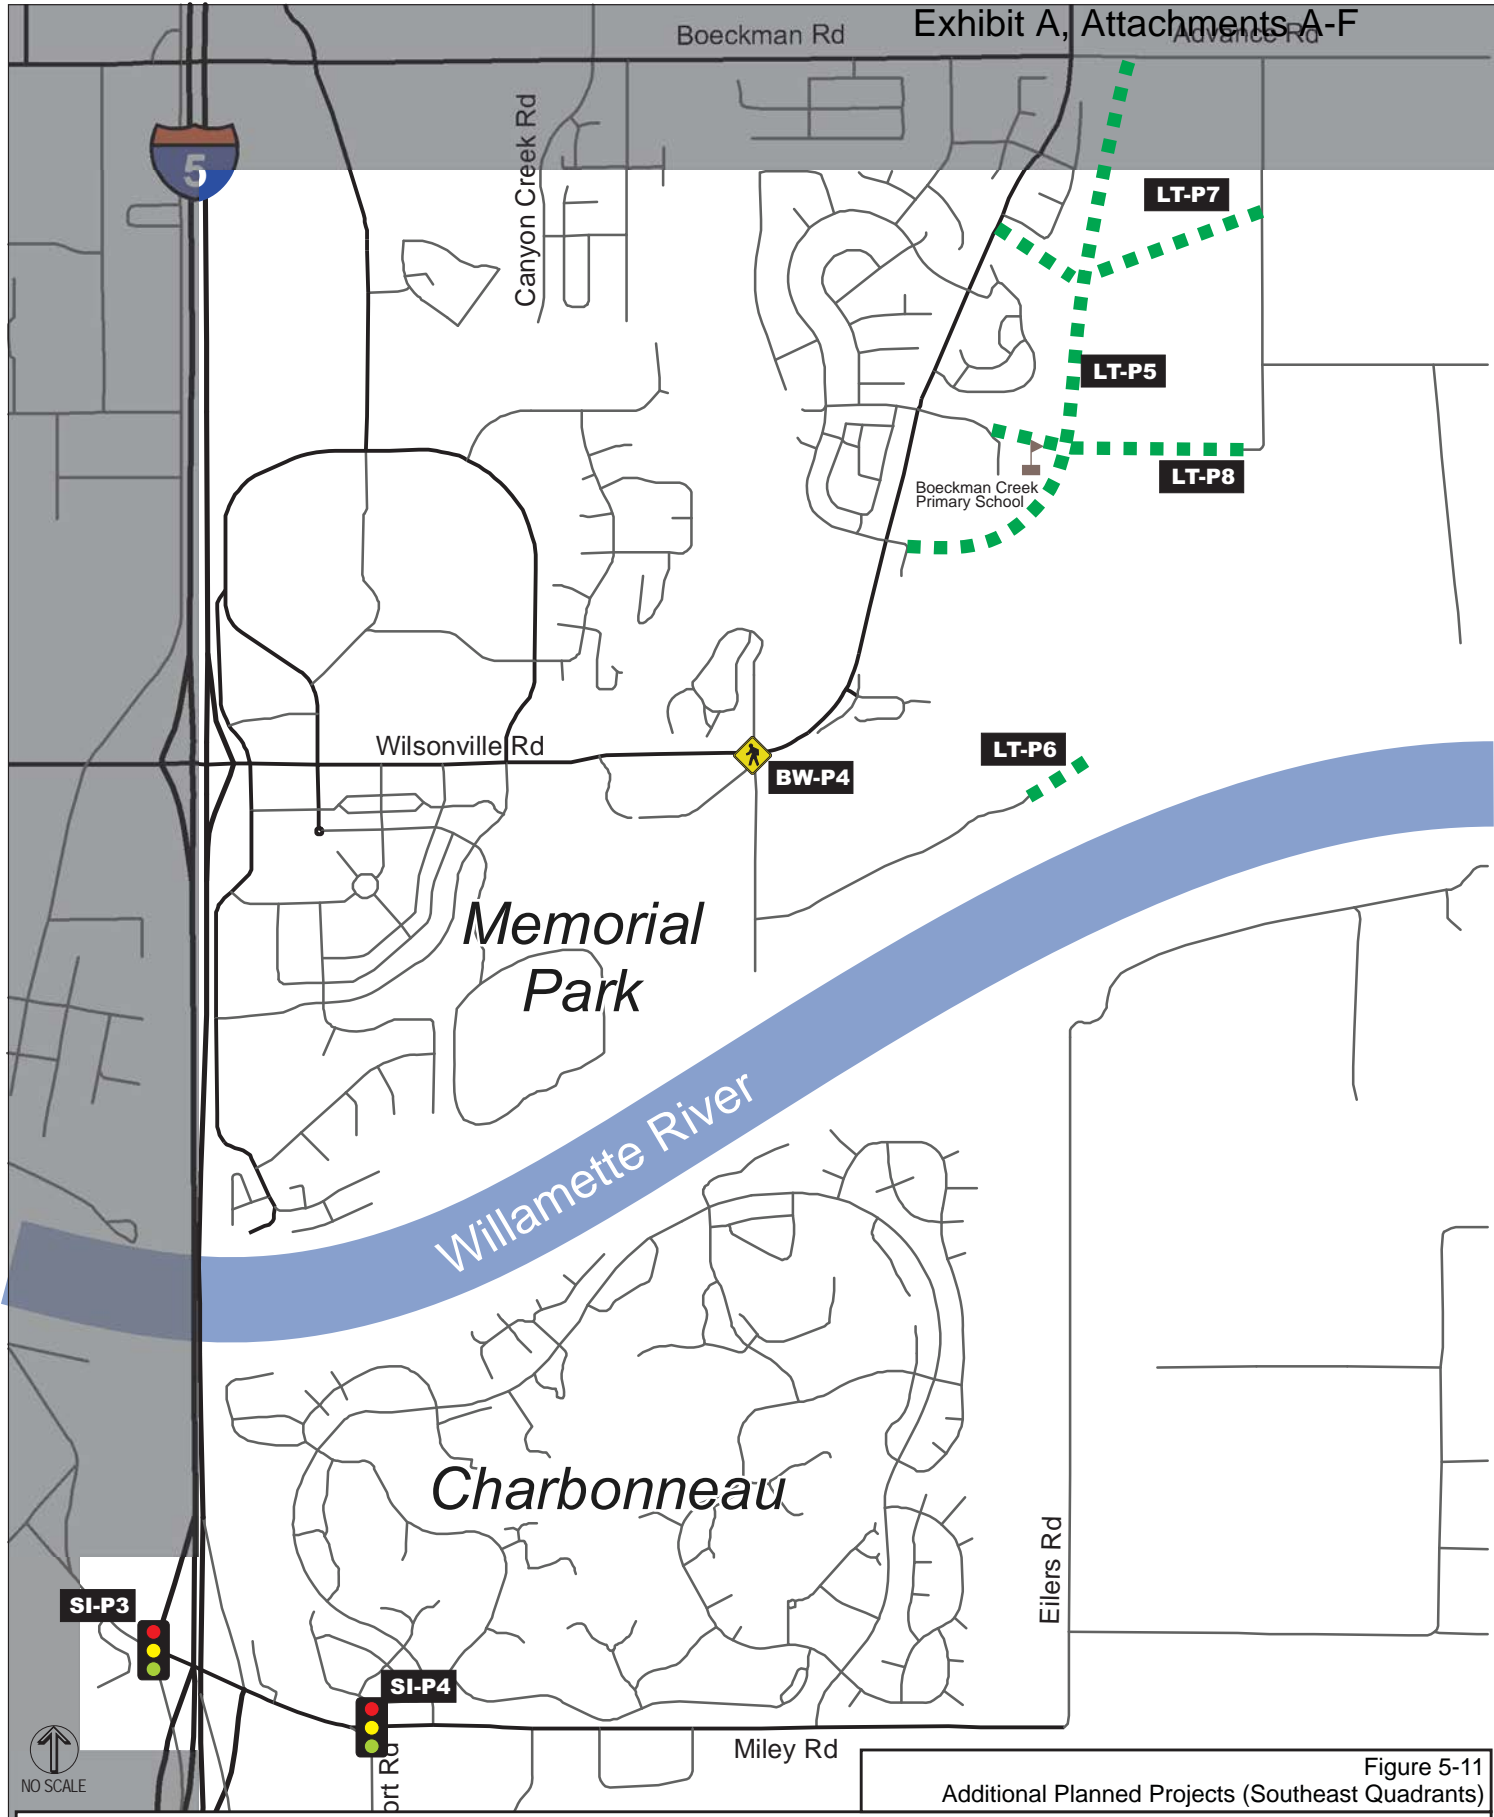 Exhibit A, Attachments A-F
Boeckman Rd
Advance Rd
5
Canyon Creek Rd
LT-P7
LT-P5
LT-P8
Boeckman Creek
Primary School
Wilsonville Rd
BW-P4
LT-P6
Memorial
Park
Willamette River
Charbonneau
Eilers Rd
SI-P3
SI-P4
ort Rd
Miley Rd
NO SCALE
Figure 5-11
Additional Planned Projects (Southeast Quadrants)